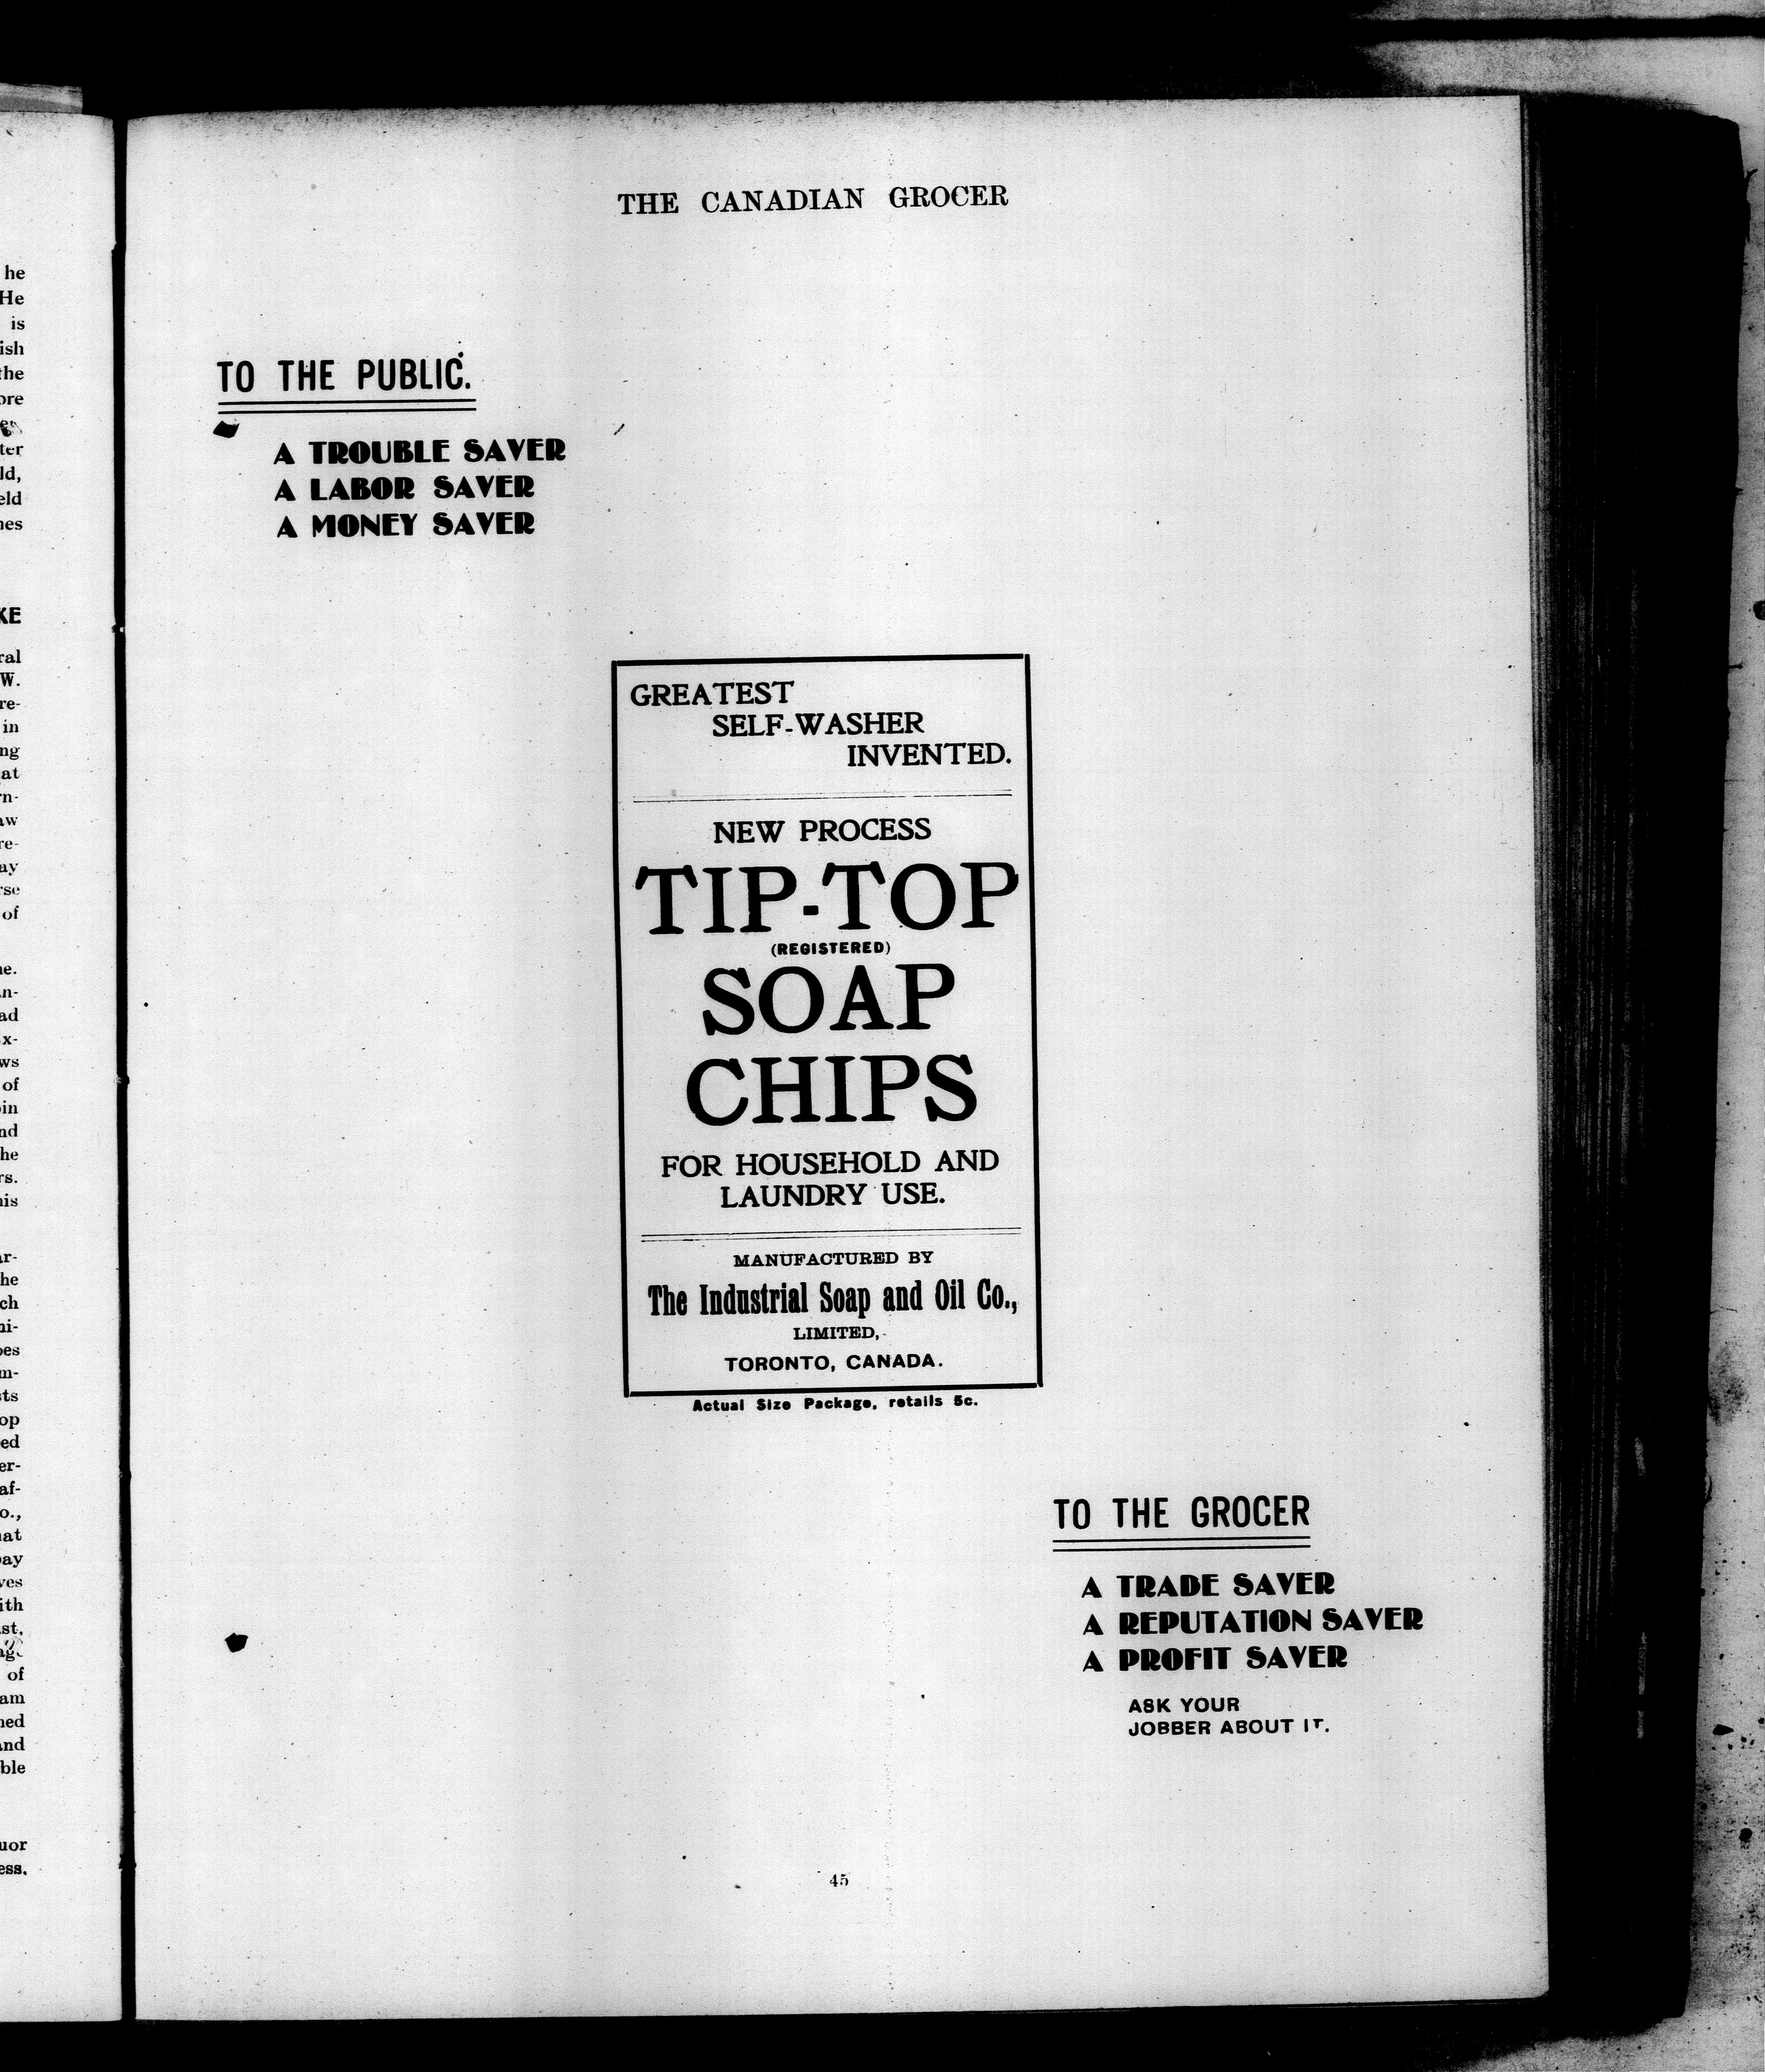 THE CANADIAN GROCER
TO THE PUBLIC.
A TROUBLE SAVER
A LABOR SAVER
A MONEY SAVER
GREATEST
SELF-WASHER
INVENTED.
NEW PROCESS
TIP-TOP
(REGISTERED)
SOAP
CHIPS
FOR HOUSEHOLD AND
LAUNDRY USE.
MANUFACTURED BY
The Industrial Soap and Oil Co.,
LIMITED,
TORONTO, CANADA.
Actual Size Package, retails 5c.
TO THE GROCER
A TRADE SAVER
A REPUTATION SAVER
A PROFIT SAVER
ASK YOUR
JOBBER ABOUT IT.
45